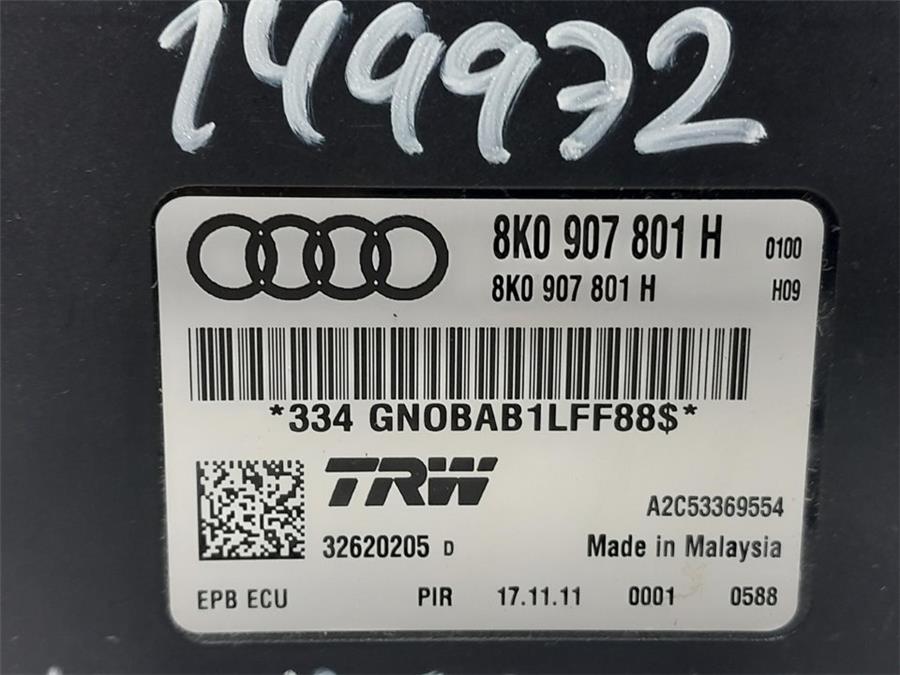 149972
8K0 907 801 H 0100
8K0 907 801 H H09
*334 GNOBAB1LFF88$*
TRW
A2C53369554
32620205 D Made in Malaysia
EPB ECU PIR 17.11.11 0001 0588